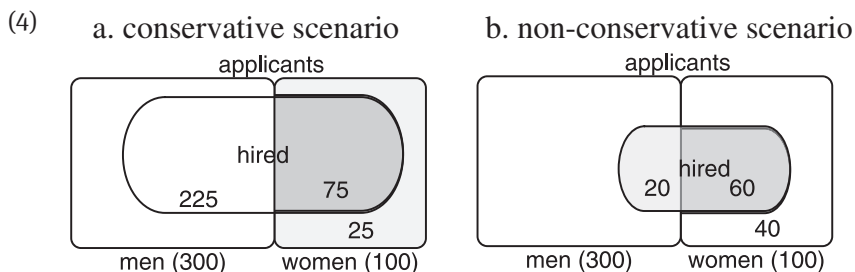 (4) a. conservative scenario b. non-conservative scenario
applicants applicants
hired hired
225 75 20 60
25 40
men (300) women (100) men (300) women (100)